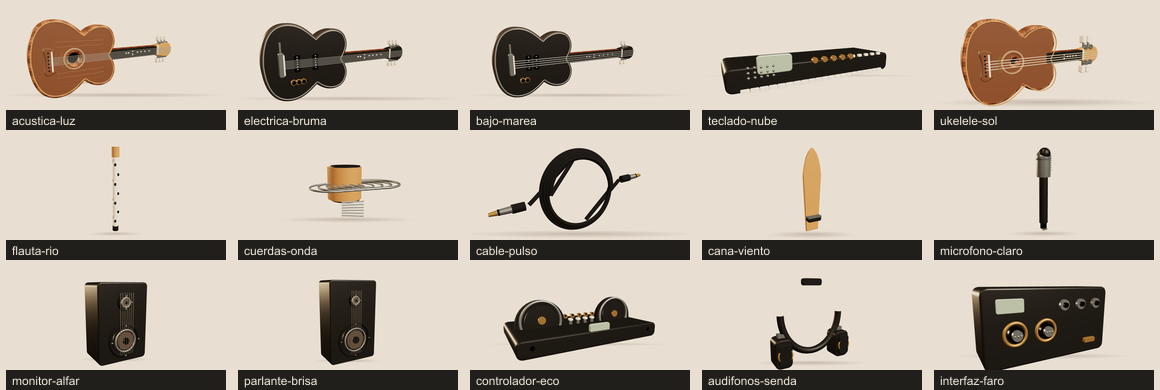 acustica-luz
electrica-bruma
bajo-marea
teclado-nube
ukelele-sol
flauta-rio
cuerdas-onda
cable-pulso
cana-viento
microfono-claro
monitor-alfar
parlante-brisa
controlador-eco
audifonos-senda
interfaz-faro